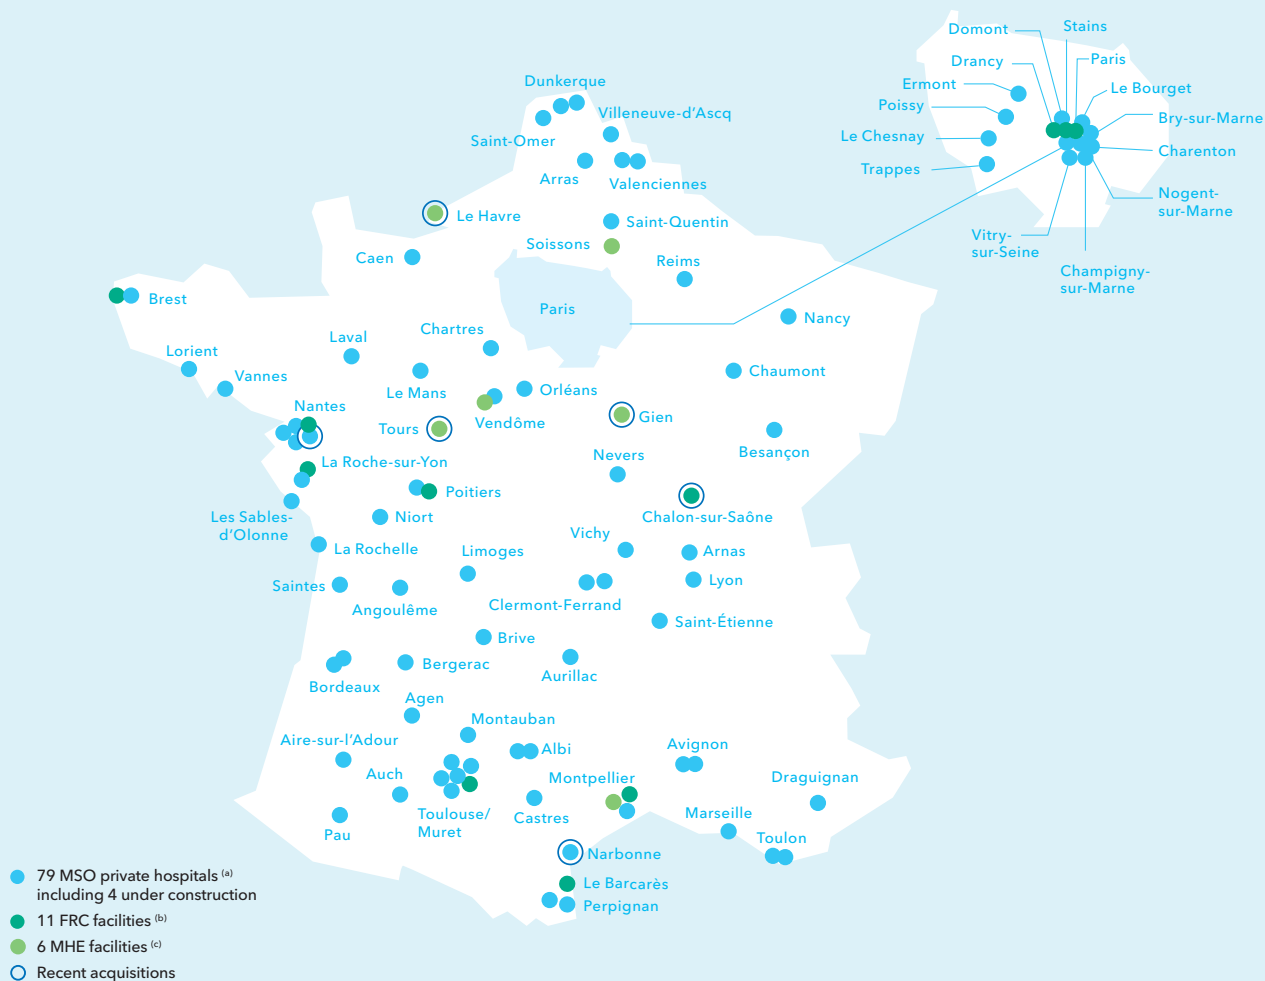 Domont
Stains
Drancy
Paris
Ermont
Le Bourget
Poissy
Bry-sur-Marne
Le Chesnay
Charenton
Trappes
Nogent-
sur-Marne
Vitry-
sur-Seine
Champigny-
sur-Marne
Dunkerque
Villeneuve-d’Ascq
Saint-Omer
Arras
Valenciennes
Le Havre
Saint-Quentin
Soissons
Caen
Reims
Brest
Paris
Nancy
Chartres
Laval
Lorient
Vannes
Chaumont
Le Mans
Orléans
Nantes
Vendôme
Tours
Gien
Besançon
Nevers
La Roche-sur-Yon
Poitiers
Les Sables-
d’Olonne
Niort
Chalon-sur-Saône
Vichy
La Rochelle
Limoges
Arnas
Saintes
Lyon
Angoulême
Clermont-Ferrand
Saint-Étienne
Brive
Bergerac
Aurillac
Bordeaux
Agen
Montauban
Aire-sur-l’Adour
Albi
Avignon
Auch
Montpellier
Draguignan
Toulouse/
Muret
Castres
Marseille
Pau
Toulon
Narbonne
Le Barcarès
Perpignan
79 MSO private hospitals (a)
including 4 under construction
11 FRC facilities (b)
6 MHE facilities (c)
Recent acquisitions